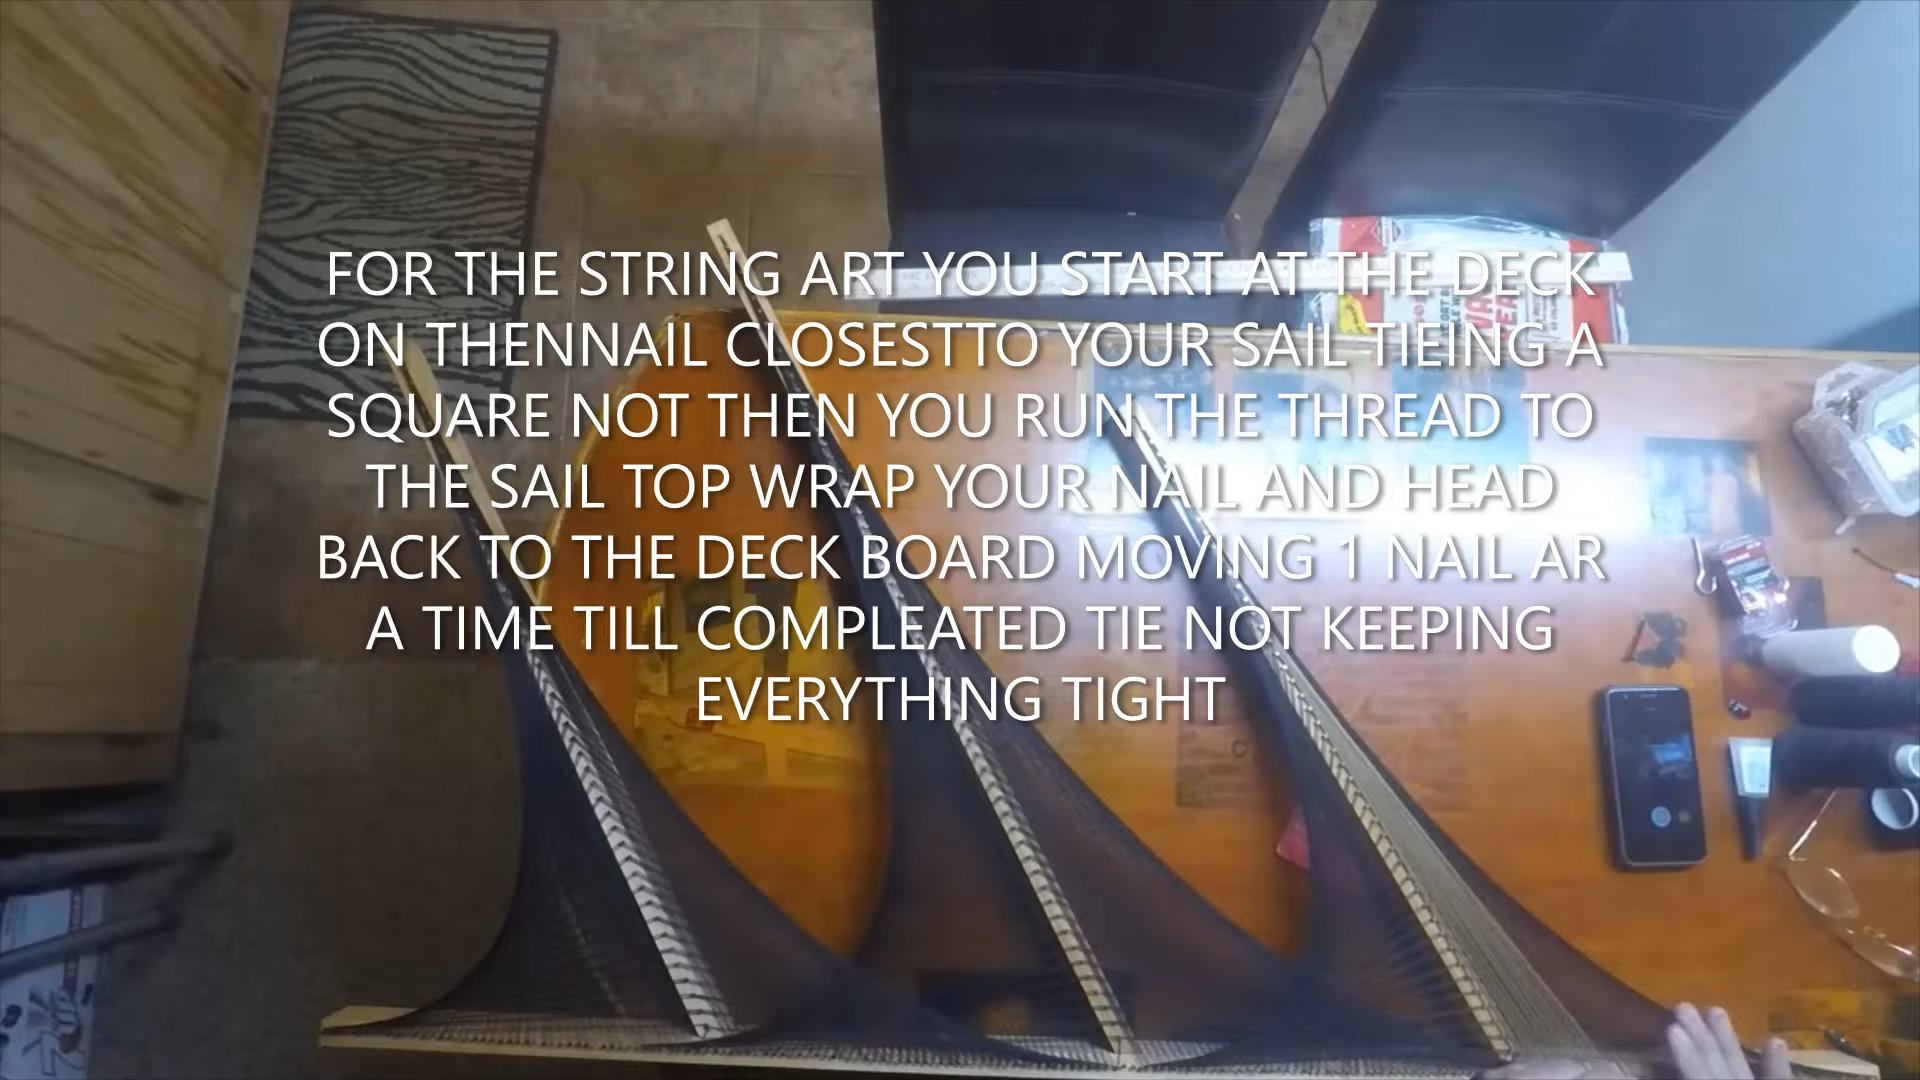 FOR THE STRING ART YOU START AT THE DECK
ON THENNAIL CLOSESTTO YOUR SAIL TIEING A
SQUARE NOT THEN YOU RUN THE THREAD TO
THE SAIL TOP WRAP YOUR NAIL AND HEAD
BACK TO THE DECK BOARD MOVING 1 NAIL AR
A TIME TILL COMPLEATED TIE NOT KEEPING
EVERYTHING TIGHT